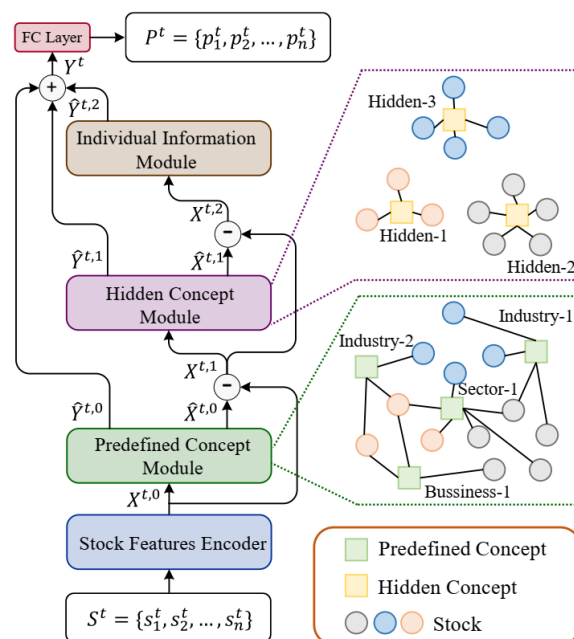 FC Layer
P^t = {p_1^t, p_2^t, ..., p_n^t}
Y^t
+
Ŷ^{t,2}
Individual Information
Module
X^{t,2}
−
Ŷ^{t,1}
X̂^{t,1}
Hidden Concept
Module
X^{t,1}
−
Ŷ^{t,0}
X̂^{t,0}
Predefined Concept
Module
X^{t,0}
Stock Features Encoder
S^t = {s_1^t, s_2^t, ..., s_n^t}
Hidden-3
Hidden-1
Hidden-2
Industry-1
Industry-2
Sector-1
Bussiness-1
Predefined Concept
Hidden Concept
Stock